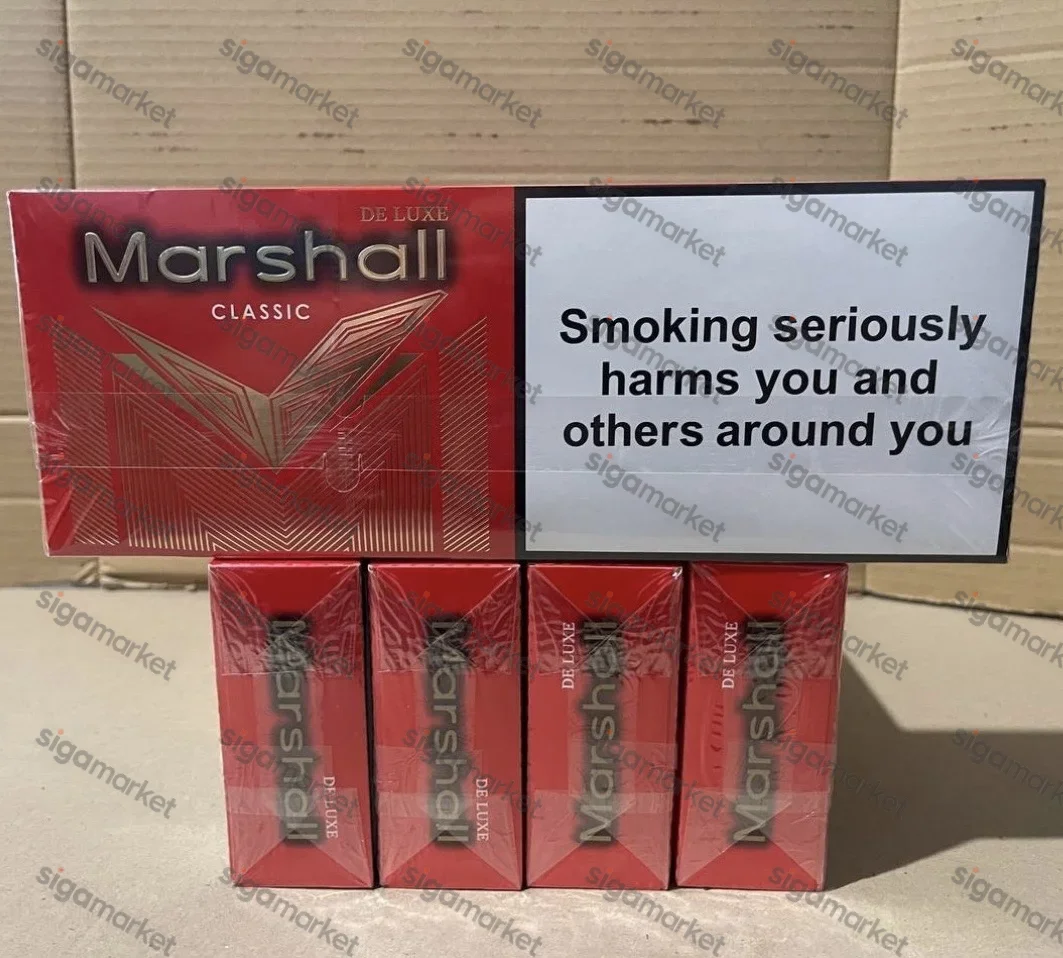 DE LUXE
Marshall
CLASSIC
Smoking seriously
harms you and
others around you
Marshall
DE LUXE
Marshall
DE LUXE
DE LUXE
Marshall
DE LUXE
Marshall
sigamarket